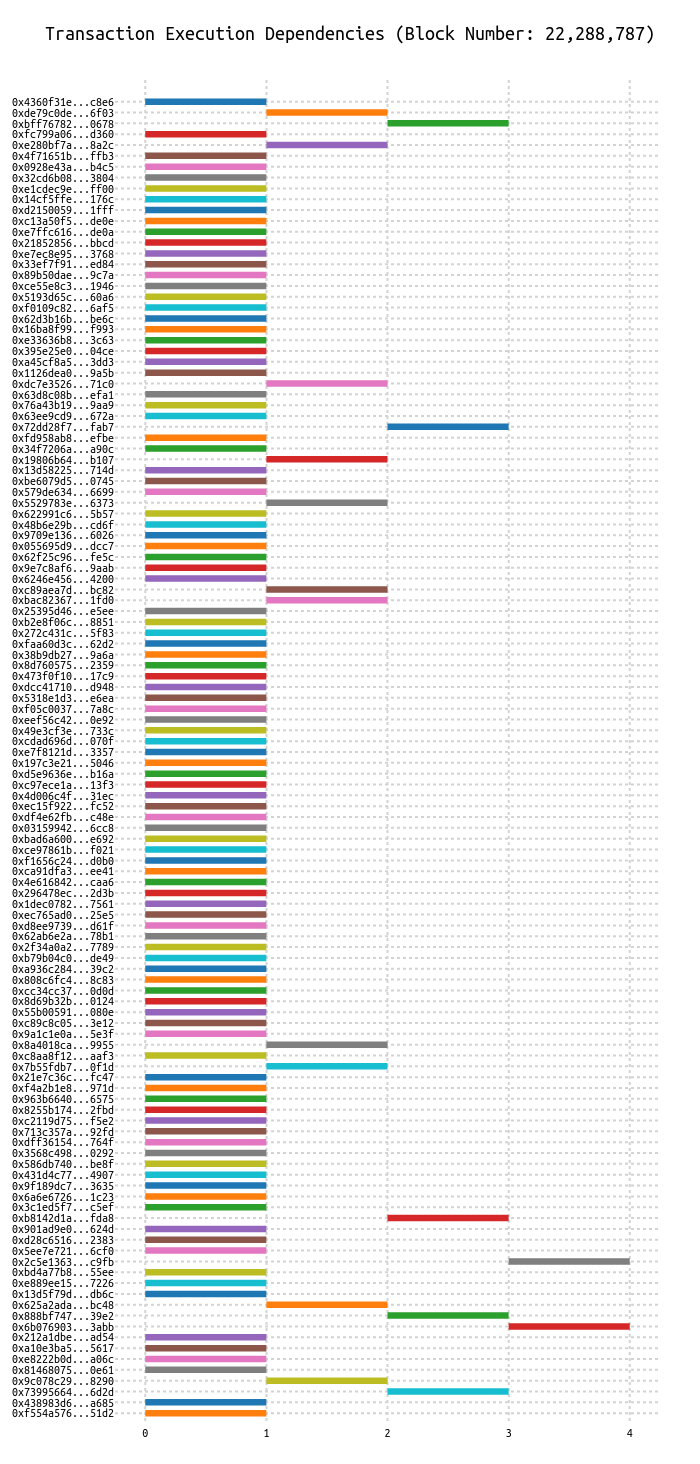 Transaction Execution Dependencies (Block Number: 22,288,787)
0x4360f31e...c8e6
0xde79c0de...6f03
0xbff76782...0678
0xfc799a06...d360
0xe280bf7a...8a2c
0x4f71651b...ffb3
0x0928e43a...b4c5
0x32cd6b08...3804
0xe1cdec9e...ff00
0x14cf5ffe...176c
0xd2150059...1fff
0xc13a50f5...de0e
0xe7ffc616...de0a
0x21852856...bbcd
0xe7ec8e95...3768
0x33ef7f91...ed84
0x89b50dae...9c7a
0xce55e8c3...1946
0x5193d65c...60a6
0xf0109c82...6af5
0x62d3b16b...be6c
0x16ba8f99...f993
0xe33636b8...3c63
0x395e25e0...04ce
0xa45cf8a5...3dd3
0x1126dea0...9a5b
0xdc7e3526...71c0
0x63d8c08b...efa1
0x76a43b19...9aa9
0x63ee9cd9...672a
0x72dd28f7...fab7
0xfd958ab8...efbe
0x34f7206a...a90c
0x19806b64...b107
0x13d58225...714d
0xbe6079d5...0745
0x579de634...6699
0x5529783e...6373
0x622991c6...5b57
0x48b6e29b...cd6f
0x9709e136...6026
0x055695d9...dcc7
0x62f25c96...fe5c
0x9e7c8af6...9aab
0x6246e456...4200
0xc89aea7d...bc82
0xbac82367...1fd0
0x25395d46...e5ee
0xb2e8f06c...8851
0x272c431c...5f83
0xfaa60d3c...62d2
0x38b9db27...9a6a
0x8d760575...2359
0x473f0f10...17c9
0xdcc41710...d948
0x5318e1d3...e6ea
0xf05c0037...7a8c
0xeef56c42...0e92
0x49e3cf3e...733c
0xcdad696d...070f
0xe7f8121d...3357
0x197c3e21...5046
0xd5e9636e...b16a
0xc97ece1a...13f3
0x4d006c4f...31ec
0xec15f922...fc52
0xdf4e62fb...c48e
0x03159942...6cc8
0xbad6a600...e692
0xce97861b...f021
0xf1656c24...d0b0
0xca91dfa3...ee41
0x4e616842...caa6
0x296478ec...2d3b
0x1dec0782...7561
0xec765ad0...25e5
0xd8ee9739...d61f
0x62ab6e2a...78b1
0x2f34a0a2...7789
0xb79b04c0...de49
0xa936c284...39c2
0x808c6fc4...8c83
0xcc34cc37...0d0d
0x8d69b32b...0124
0x55b00591...080e
0xc89c8c05...3e12
0x9a1c1e0a...5e3f
0x8a4018ca...9955
0xc8aa8f12...aaf3
0x7b55fdb7...0f1d
0x21e7c36c...fc47
0xf4a2b1e8...971d
0x963b6640...6575
0x8255b174...2fbd
0xc2119d75...f5e2
0x713c357a...92fd
0xdff36154...764f
0x3568c498...0292
0x586db740...be8f
0x431d4c77...4907
0x9f189dc7...3635
0x6a6e6726...1c23
0x3c1ed5f7...c5ef
0xb8142d1a...fda8
0x901ad9e0...624d
0xd28c6516...2383
0x5ee7e721...6cf0
0x2c5e1363...c9fb
0xbd4a77b8...55ee
0xe889ee15...7226
0x13d5f79d...db6c
0x625a2ada...bc48
0x888bf747...39e2
0x6b076903...3abb
0x212a1dbe...ad54
0xa10e3ba5...5617
0xe8222b0d...a06c
0x81468075...0e61
0x9c078c29...8290
0x73995664...6d2d
0x438983d6...a685
0xf554a576...51d2
0 1 2 3 4